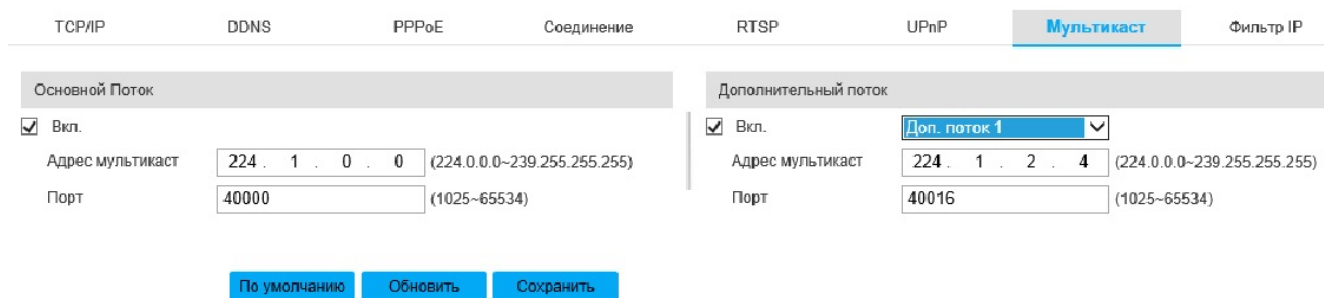 TCP/IP DDNS PPPoE Соединение RTSP UPnP Мультикаст Фильтр IP
Основной Поток
Вкл.
Адрес мультикаст 224 . 1 . 0 . 0 (224.0.0.0~239.255.255.255)
Порт 40000 (1025~65534)
Дополнительный поток
Вкл. Доп. поток 1
Адрес мультикаст 224 . 1 . 2 . 4 (224.0.0.0~239.255.255.255)
Порт 40016 (1025~65534)
По умолчанию Обновить Сохранить